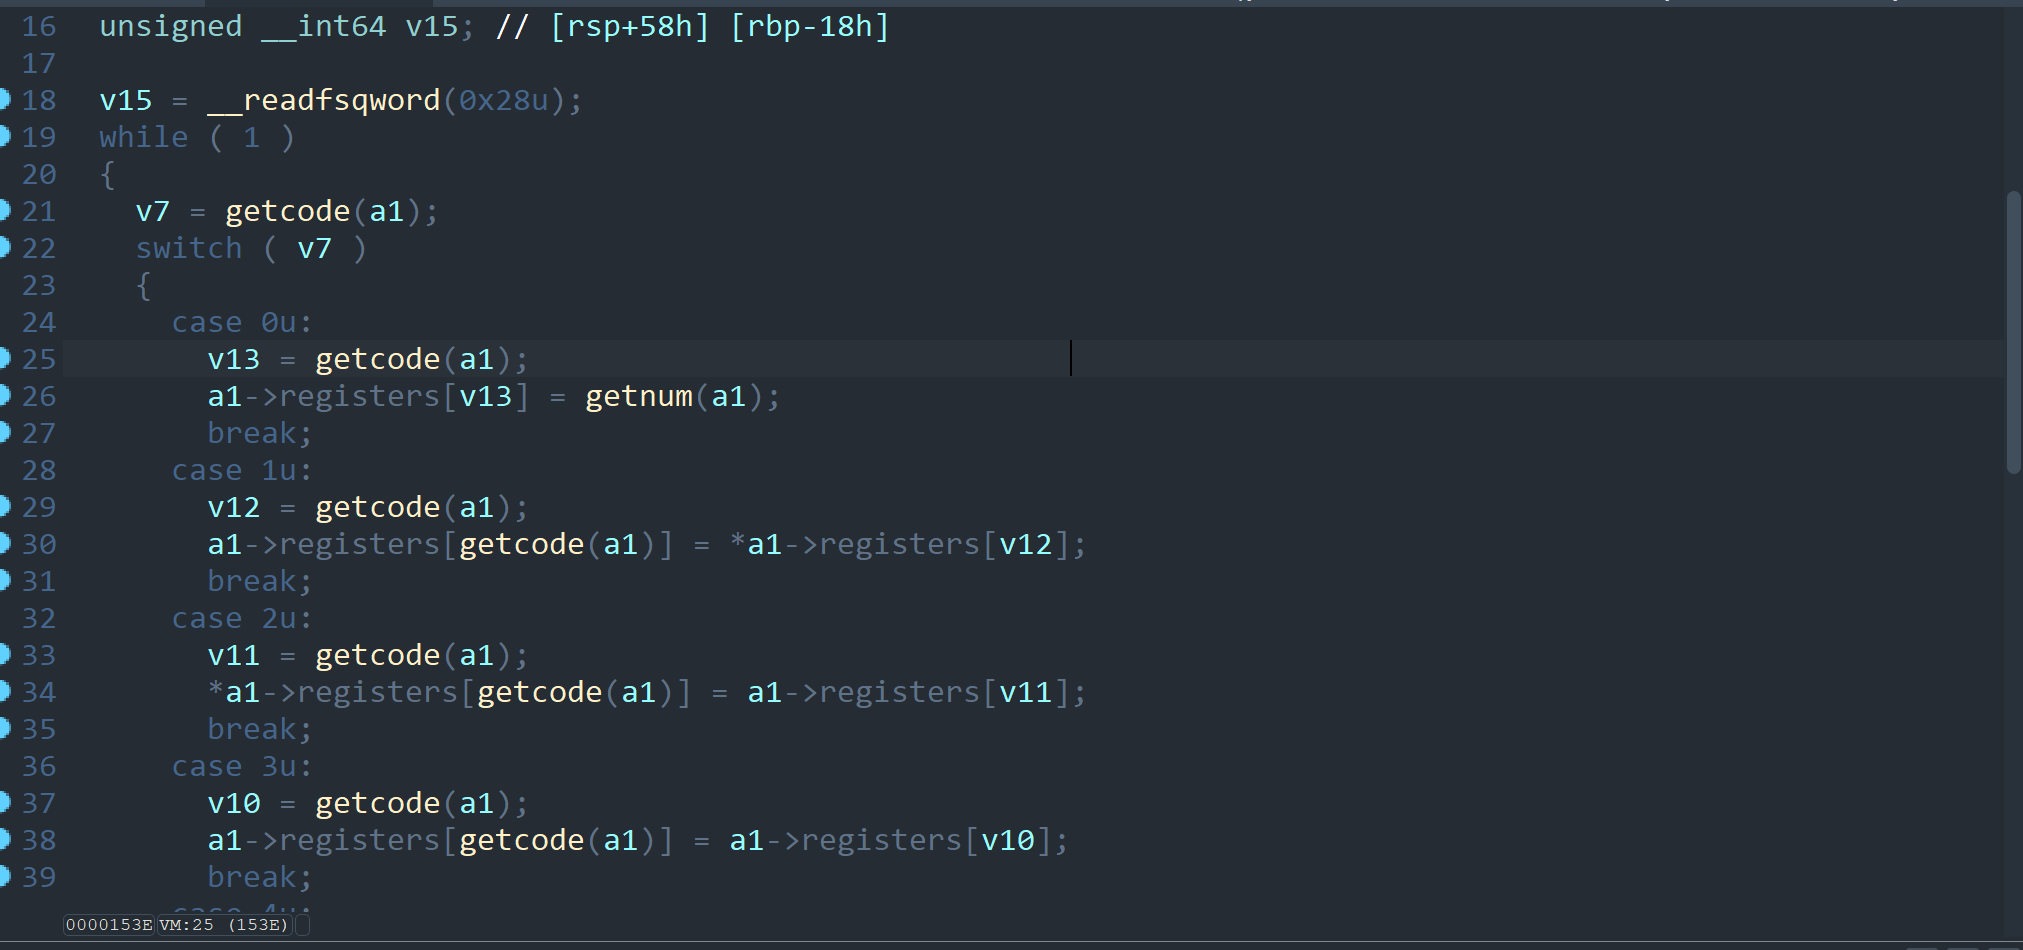 16 unsigned __int64 v15; // [rsp+58h] [rbp-18h]
17
18 v15 = __readfsqword(0x28u);
19 while ( 1 )
20 {
21 v7 = getcode(a1);
22 switch ( v7 )
23 {
24 case 0u:
25 v13 = getcode(a1);
26 a1->registers[v13] = getnum(a1);
27 break;
28 case 1u:
29 v12 = getcode(a1);
30 a1->registers[getcode(a1)] = *a1->registers[v12];
31 break;
32 case 2u:
33 v11 = getcode(a1);
34 *a1->registers[getcode(a1)] = a1->registers[v11];
35 break;
36 case 3u:
37 v10 = getcode(a1);
38 a1->registers[getcode(a1)] = a1->registers[v10];
39 break;
case 4u:
0000153E VM:25 (153E)